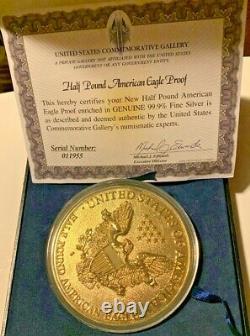 UNITED STATES COMMEMORATIVE GALLERY
A PRIVATE GALLERY NOT AFFILIATED WITH THE UNITED STATES
GOVERNMENT OR ANY GOVERNMENT ENTITY
Half Pound American Eagle Proof
This hereby certifies your New Half Pound American
Eagle Proof enriched in GENUINE 99.9% Fine Silver is
as described and deemed authentic by the United States
Commemorative Gallery's numismatic experts.
Serial Number:
011955
UNITED STATES
AMERICAN EAGLE